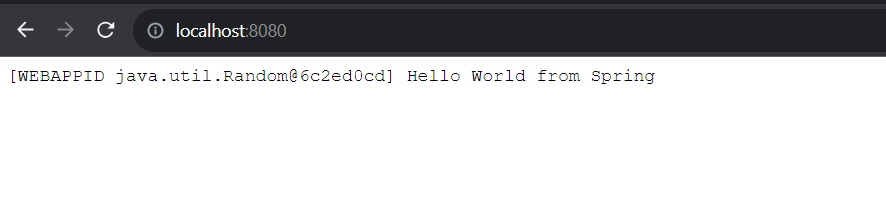 localhost:8080
[WEBAPPID java.util.Random@6c2ed0cd] Hello World from Spring